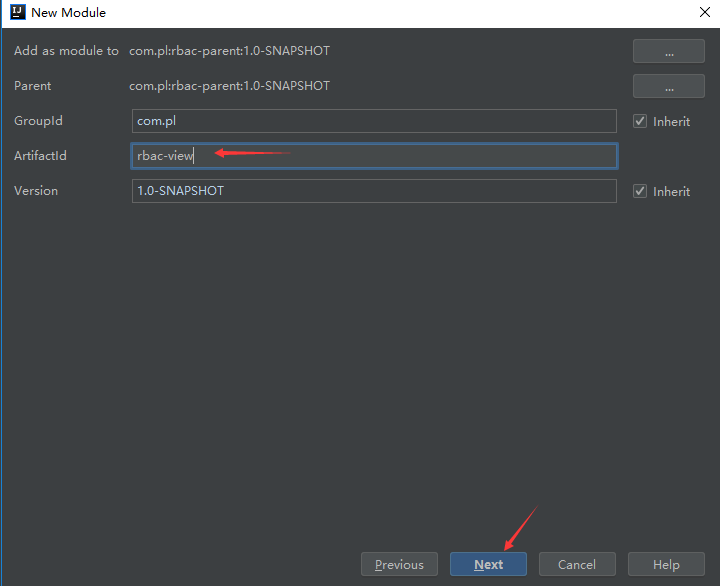 New Module
Add as module to com.pl:rbac-parent:1.0-SNAPSHOT ...
Parent com.pl:rbac-parent:1.0-SNAPSHOT ...
GroupId com.pl Inherit
ArtifactId rbac-view
Version 1.0-SNAPSHOT Inherit
Previous Next Cancel Help